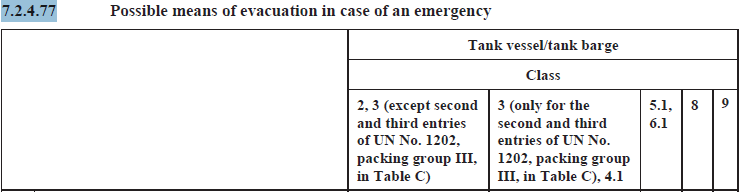 7.2.4.77 Possible means of evacuation in case of an emergency
Tank vessel/tank barge
Class
2, 3 (except second
and third entries
of UN No. 1202,
packing group III,
in Table C)
3 (only for the
second and third
entries of UN No.
1202, packing group
III, in Table C), 4.1
5.1,
6.1
8
9